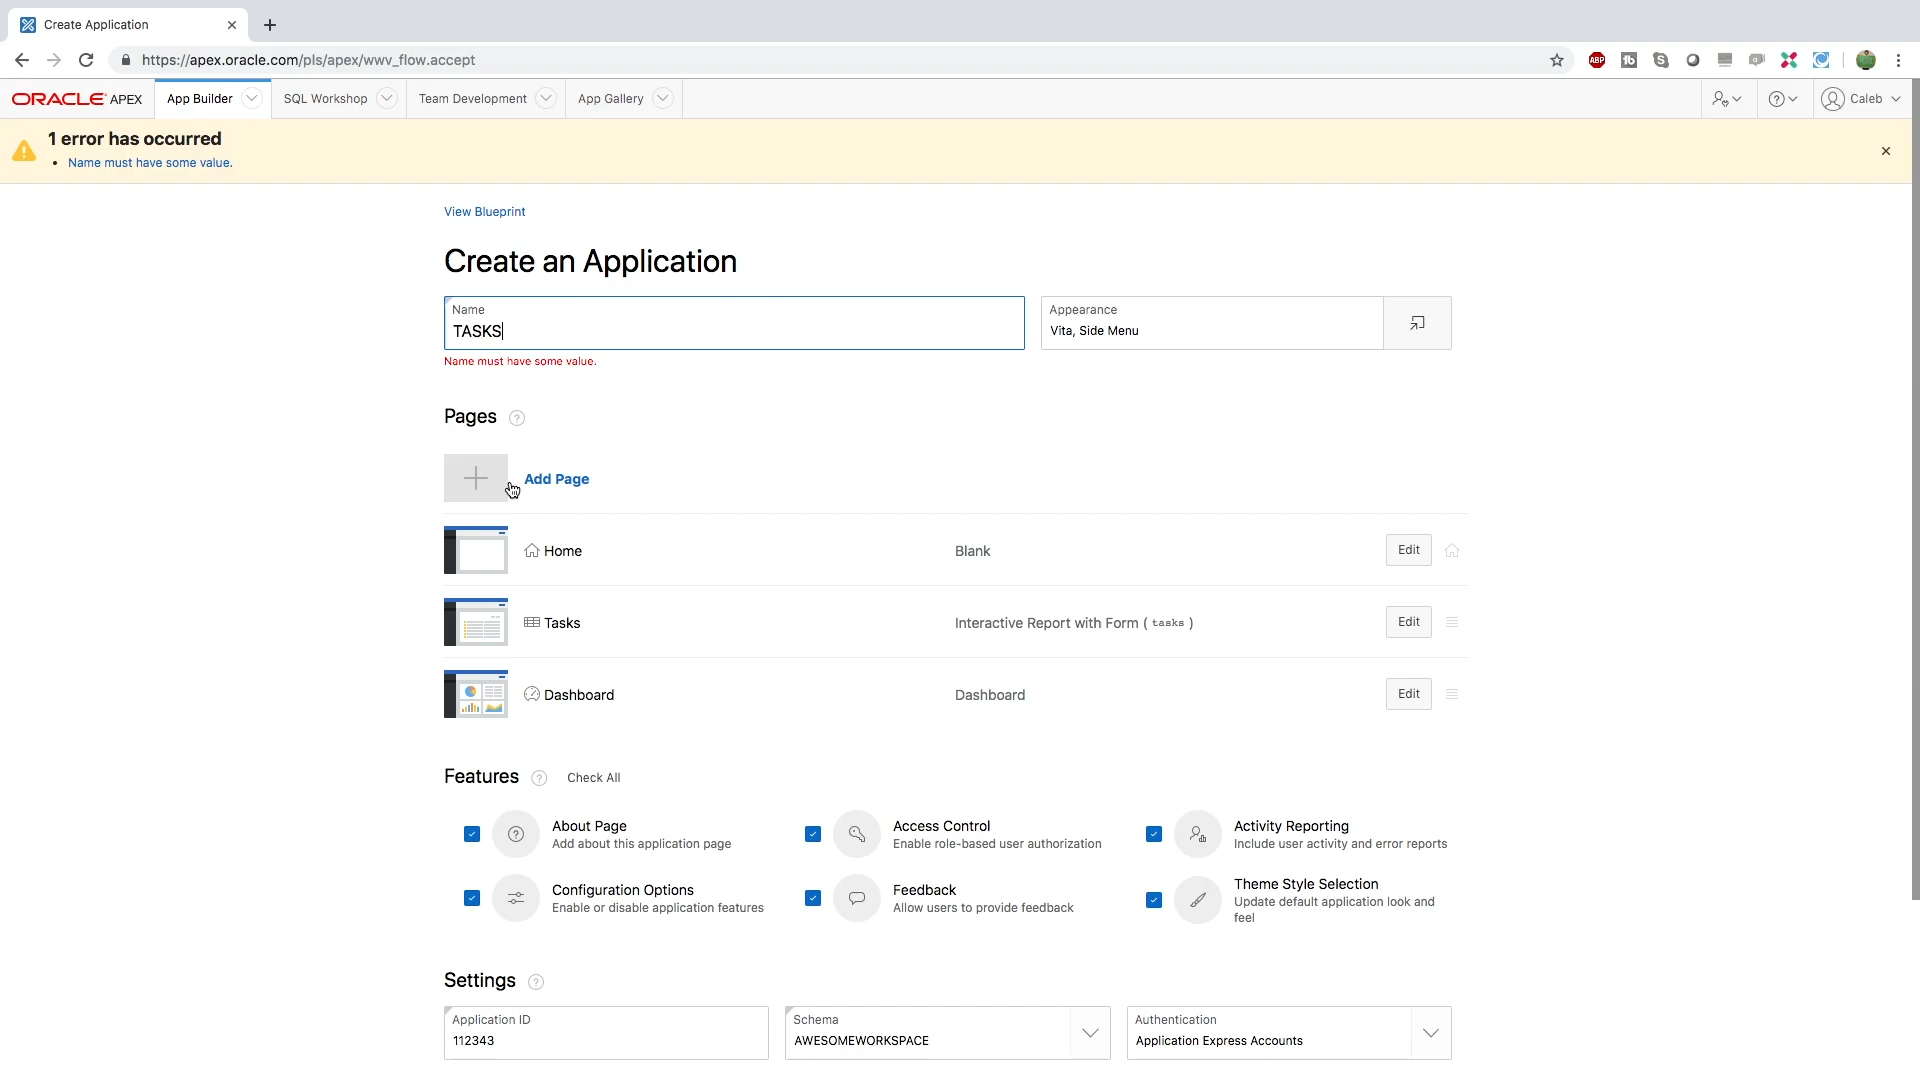 Create Application
https://apex.oracle.com/pls/apex/wwv_flow.accept
ABP
ORACLE APEX
App Builder
SQL Workshop
Team Development
App Gallery
Caleb
1 error has occurred
• Name must have some value.
View Blueprint
Create an Application
Name
TASKS
Name must have some value.
Appearance
Vita, Side Menu
Pages
Add Page
Home
Blank
Edit
Tasks
Interactive Report with Form ( tasks )
Edit
Dashboard
Dashboard
Edit
Features
Check All
About Page
Add about this application page
Access Control
Enable role-based user authorization
Activity Reporting
Include user activity and error reports
Configuration Options
Enable or disable application features
Feedback
Allow users to provide feedback
Theme Style Selection
Update default application look and
feel
Settings
Application ID
112343
Schema
AWESOMEWORKSPACE
Authentication
Application Express Accounts